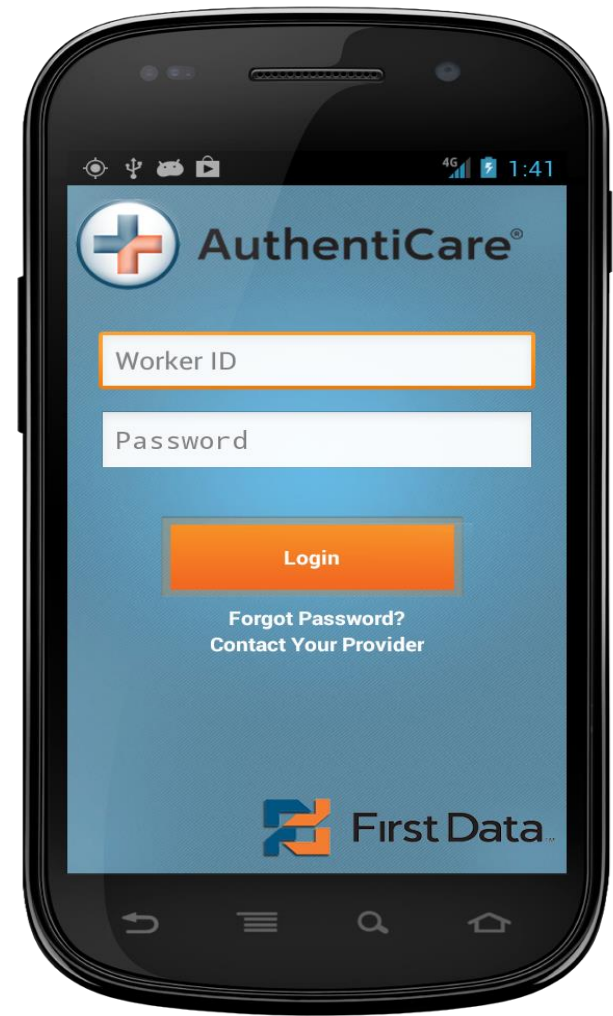 4G 1:41
AuthentiCare®
Worker ID
Password
Login
Forgot Password?
Contact Your Provider
First Data